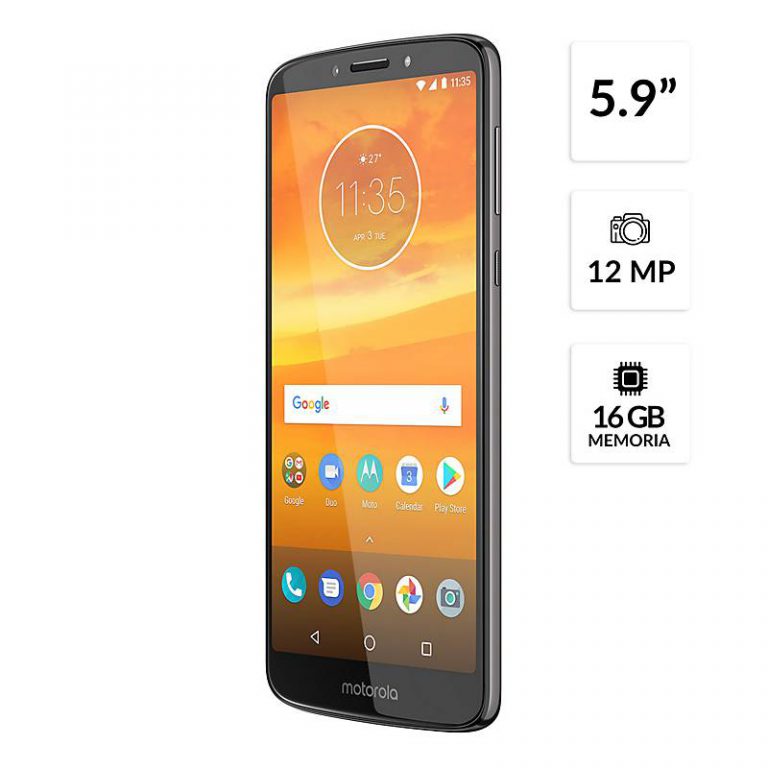 11:35
27°
11:35
APR 3 TUE
Google
3
Google
Duo
Moto
Calendar
Play Store
motorola
5.9”
12 MP
16 GB
MEMORIA